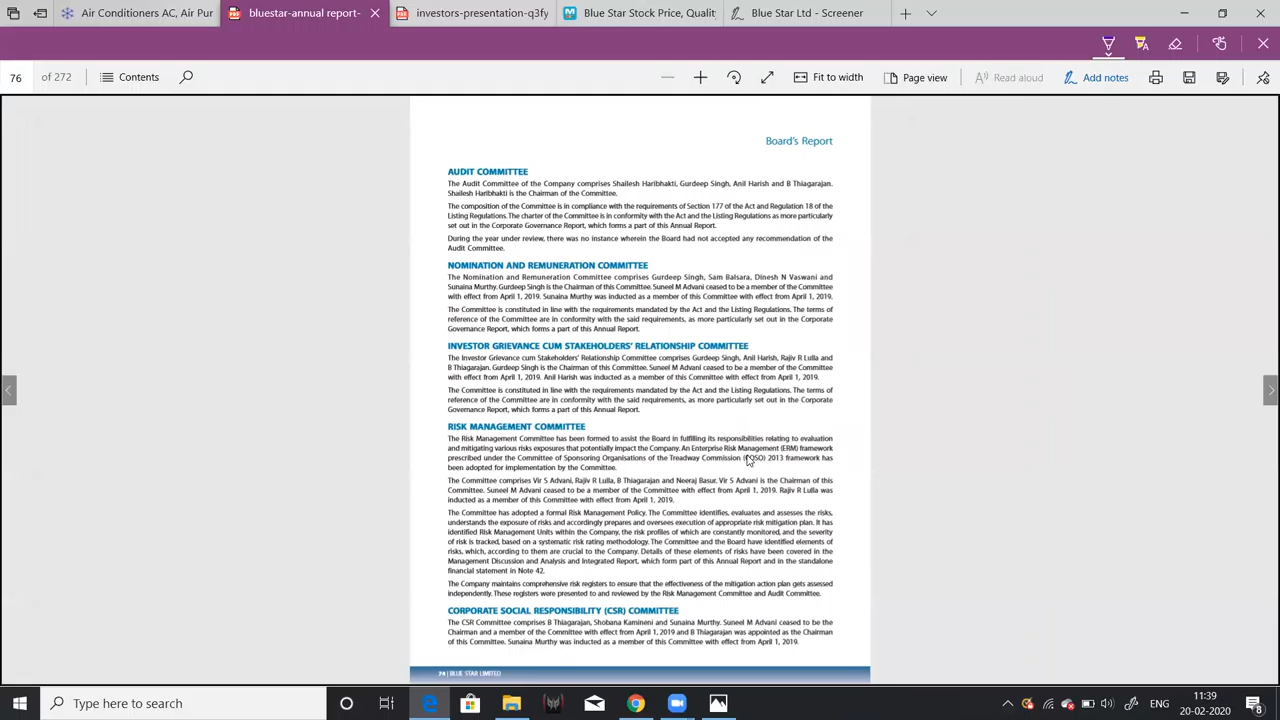 Air Conditioners AC, Air Puri
board-annual-report-
investors-presentation-q3fy
Blue Star Stock Price, Qualit
Blue Star Ltd - Screener
76 of 272
Contents
Fit to width
Page view
Read aloud
Add notes
Board's Report
AUDIT COMMITTEE
The Audit Committee of the Company comprises Shailesh Haribhakti, Gurdeep Singh, Anil Harish and B Thiagarajan.
Shailesh Haribhakti is the Chairman of the Committee.
The composition of the Committee is in compliance with the requirements of Section 177 of the Act and Regulation 18 of the
Listing Regulations. The charter of the Committee is in conformity with the Act and the Listing Regulations as more particularly
set out in the Corporate Governance Report, which forms a part of this Annual Report.
During the year under review, there was no instance wherein the Board had not accepted any recommendation of the
Audit Committee.
NOMINATION AND REMUNERATION COMMITTEE
The Nomination and Remuneration Committee comprises Gurdeep Singh, Sam Balsara, Dinesh N Vaswani and
Sunaina Murthy. Gurdeep Singh is the Chairman of this Committee. Suneel M Advani ceased to be a member of the Committee
with effect from April 1, 2019. Sunaina Murthy was inducted as a member of this Committee with effect from April 1, 2019.
The Committee is constituted in line with the requirements mandated by the Act and the Listing Regulations. The terms of
reference of the Committee are in conformity with the said requirements, as more particularly set out in the Corporate
Governance Report, which forms a part of this Annual Report.
INVESTOR GRIEVANCE CUM STAKEHOLDERS' RELATIONSHIP COMMITTEE
The Investor Grievance cum Stakeholders' Relationship Committee comprises Gurdeep Singh, Anil Harish, Rajiv R Lulla and
B Thiagarajan. Gurdeep Singh is the Chairman of this Committee. Suneel M Advani ceased to be a member of the Committee
with effect from April 1, 2019. Anil Harish was inducted as a member of this Committee with effect from April 1, 2019.
The Committee is constituted in line with the requirements mandated by the Act and the Listing Regulations. The terms of
reference of the Committee are in conformity with the said requirements, as more particularly set out in the Corporate
Governance Report, which forms a part of this Annual Report.
RISK MANAGEMENT COMMITTEE
The Risk Management Committee has been formed to assist the Board in fulfilling its responsibilities relating to evaluation
and mitigating various risks exposures that potentially impact the Company. An Enterprise Risk Management (ERM) framework
prescribed under the Committee of Sponsoring Organisations of the Treadway Commission (COSO) 2013 framework has
been adopted for implementation by the Committee.
The Committee comprises Vir S Advani, Rajiv R Lulla, B Thiagarajan and Neeraj Basur. Vir S Advani is the Chairman of this
Committee. Suneel M Advani ceased to be a member of the Committee with effect from April 1, 2019. Rajiv R Lulla was
inducted as a member of this Committee with effect from April 1, 2019.
The Committee has adopted a formal Risk Management Policy. The Committee identifies, evaluates and assesses the risks,
understands the exposure of risks and accordingly prepares and oversees execution of appropriate risk mitigation plan. It has
identified Risk Management Units within the Company, the risk profiles of which are constantly monitored, and the severity
of risk is tracked, based on a systematic risk rating methodology. The Committee and the Board have identified elements of
risks, which, according to them are crucial to the Company. Details of these elements of risks have been covered in the
Management Discussion and Analysis and Integrated Report, which form part of this Annual Report and in the standalone
financial statement in Note 42.
The Company maintains comprehensive risk registers to ensure that the effectiveness of the mitigation action plan gets assessed
independently. These registers were presented to and reviewed by the Risk Management Committee and Audit Committee.
CORPORATE SOCIAL RESPONSIBILITY (CSR) COMMITTEE
The CSR Committee comprises B Thiagarajan, Shobana Kamineni and Sunaina Murthy. Suneel M Advani ceased to be the
Chairman and a member of the Committee with effect from April 1, 2019 and B Thiagarajan was appointed as the Chairman
of this Committee. Sunaina Murthy was inducted as a member of this Committee with effect from April 1, 2019.
74 | BLUE STAR LIMITED
Type here to search
11:39
20-02-2020
8